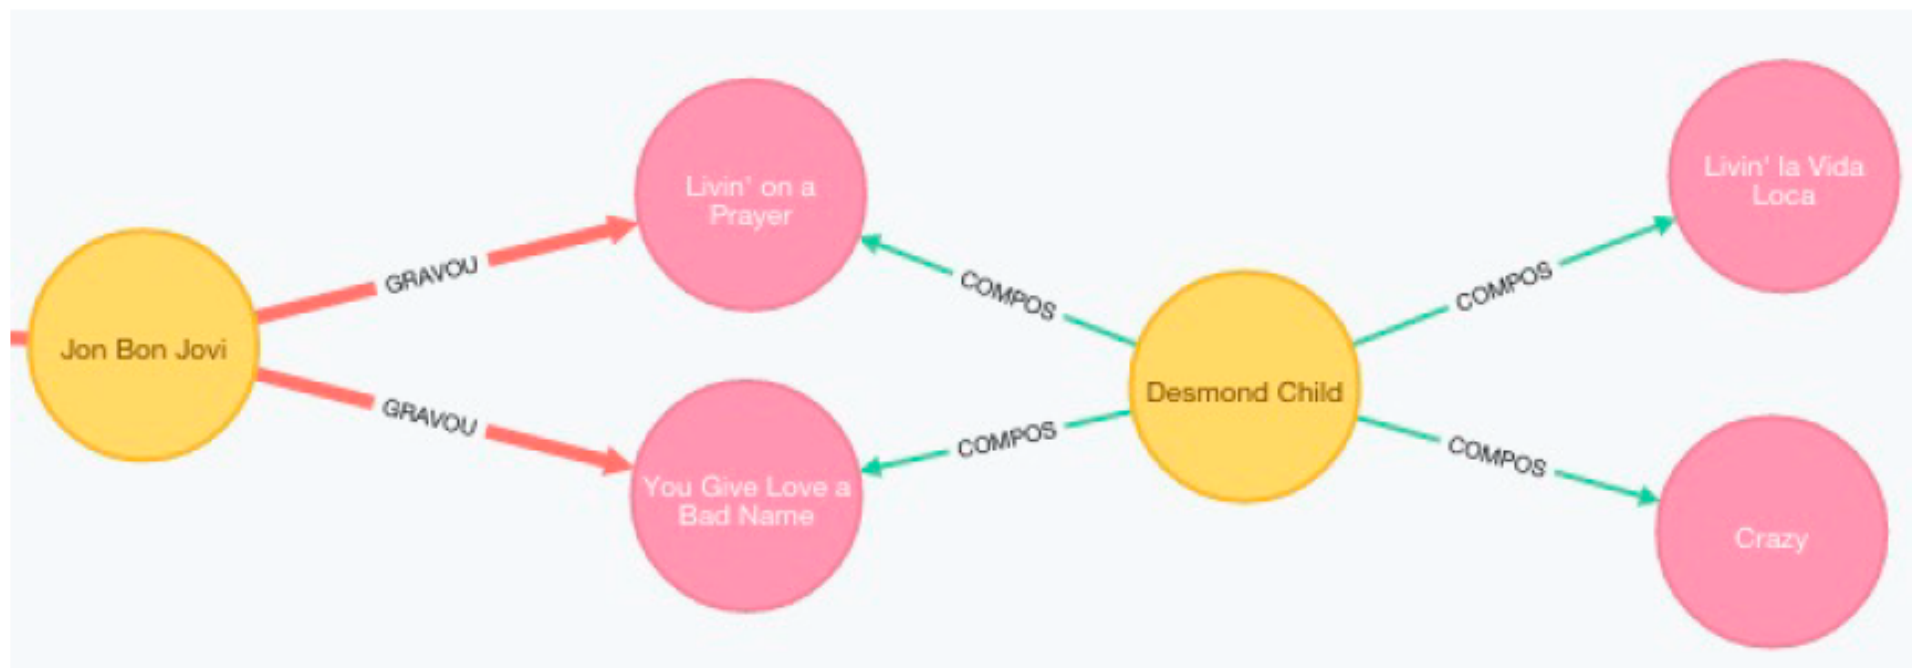 Livin' on a
Prayer
Livin' la Vida
Loca
GRAVOU
COMPOS
COMPOS
Jon Bon Jovi
Desmond Child
GRAVOU
COMPOS
COMPOS
You Give Love a
Bad Name
Crazy